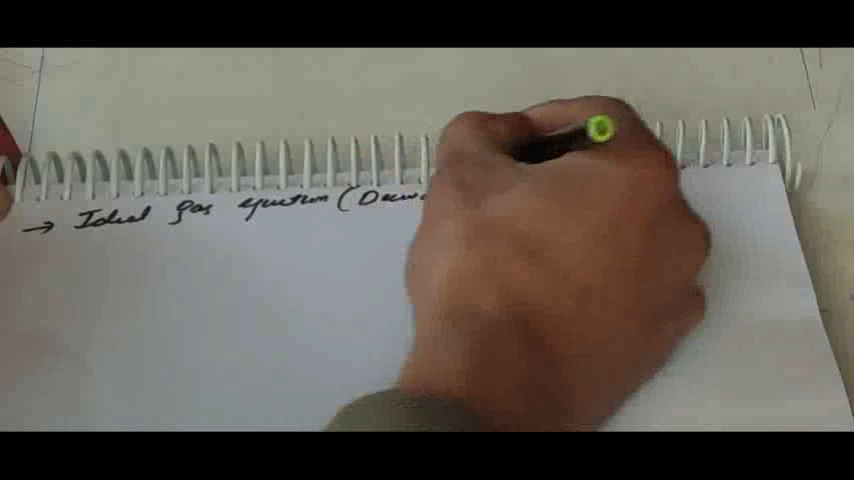 → Ideal gas equation (